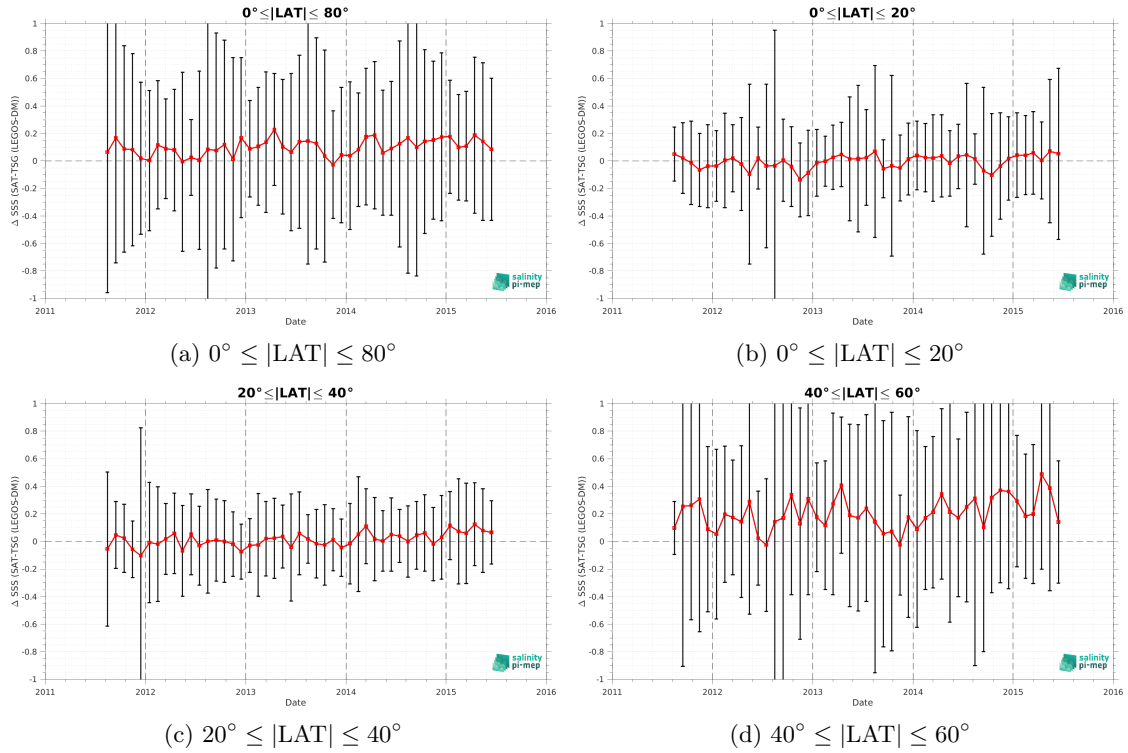 0°≤|LAT|≤ 80°
Δ SSS (SAT-TSG (LEGOS-DM))
1
0.8
0.6
0.4
0.2
0
-0.2
-0.4
-0.6
-0.8
-1
2011 2012 2013 2014 2015 2016
Date
salinity
pi-mep
(a) 0° ≤ |LAT| ≤ 80°
0°≤|LAT|≤ 20°
Δ SSS (SAT-TSG (LEGOS-DM))
1
0.8
0.6
0.4
0.2
0
-0.2
-0.4
-0.6
-0.8
-1
2011 2012 2013 2014 2015 2016
Date
salinity
pi-mep
(b) 0° ≤ |LAT| ≤ 20°
20°≤|LAT|≤ 40°
Δ SSS (SAT-TSG (LEGOS-DM))
1
0.8
0.6
0.4
0.2
0
-0.2
-0.4
-0.6
-0.8
-1
2011 2012 2013 2014 2015 2016
Date
salinity
pi-mep
(c) 20° ≤ |LAT| ≤ 40°
40°≤|LAT|≤ 60°
Δ SSS (SAT-TSG (LEGOS-DM))
1
0.8
0.6
0.4
0.2
0
-0.2
-0.4
-0.6
-0.8
-1
2011 2012 2013 2014 2015 2016
Date
salinity
pi-mep
(d) 40° ≤ |LAT| ≤ 60°